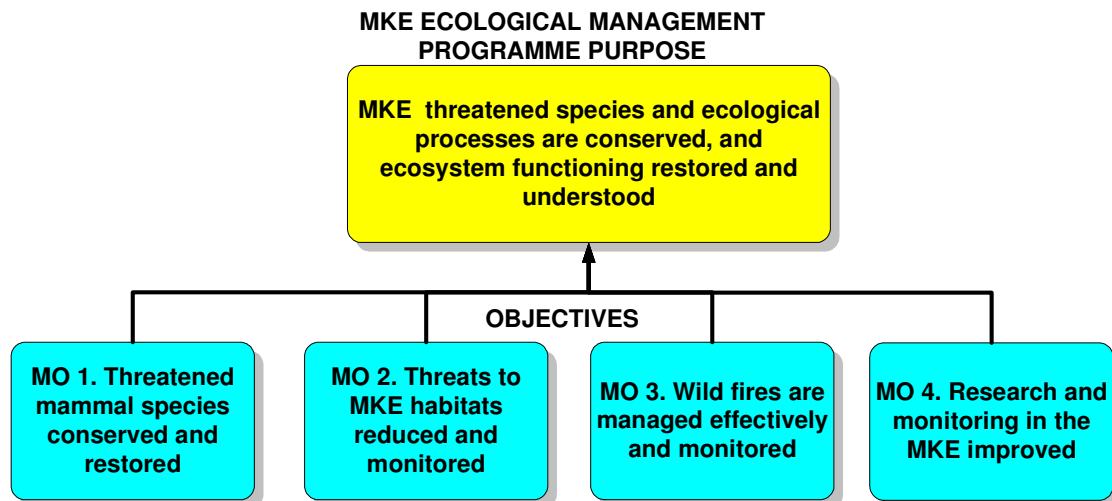 MKE ECOLOGICAL MANAGEMENT
PROGRAMME PURPOSE
MKE threatened species and ecological
processes are conserved, and
ecosystem functioning restored and
understood
OBJECTIVES
MO 1. Threatened
mammal species
conserved and
restored
MO 2. Threats to
MKE habitats
reduced and
monitored
MO 3. Wild fires are
managed effectively
and monitored
MO 4. Research and
monitoring in the
MKE improved